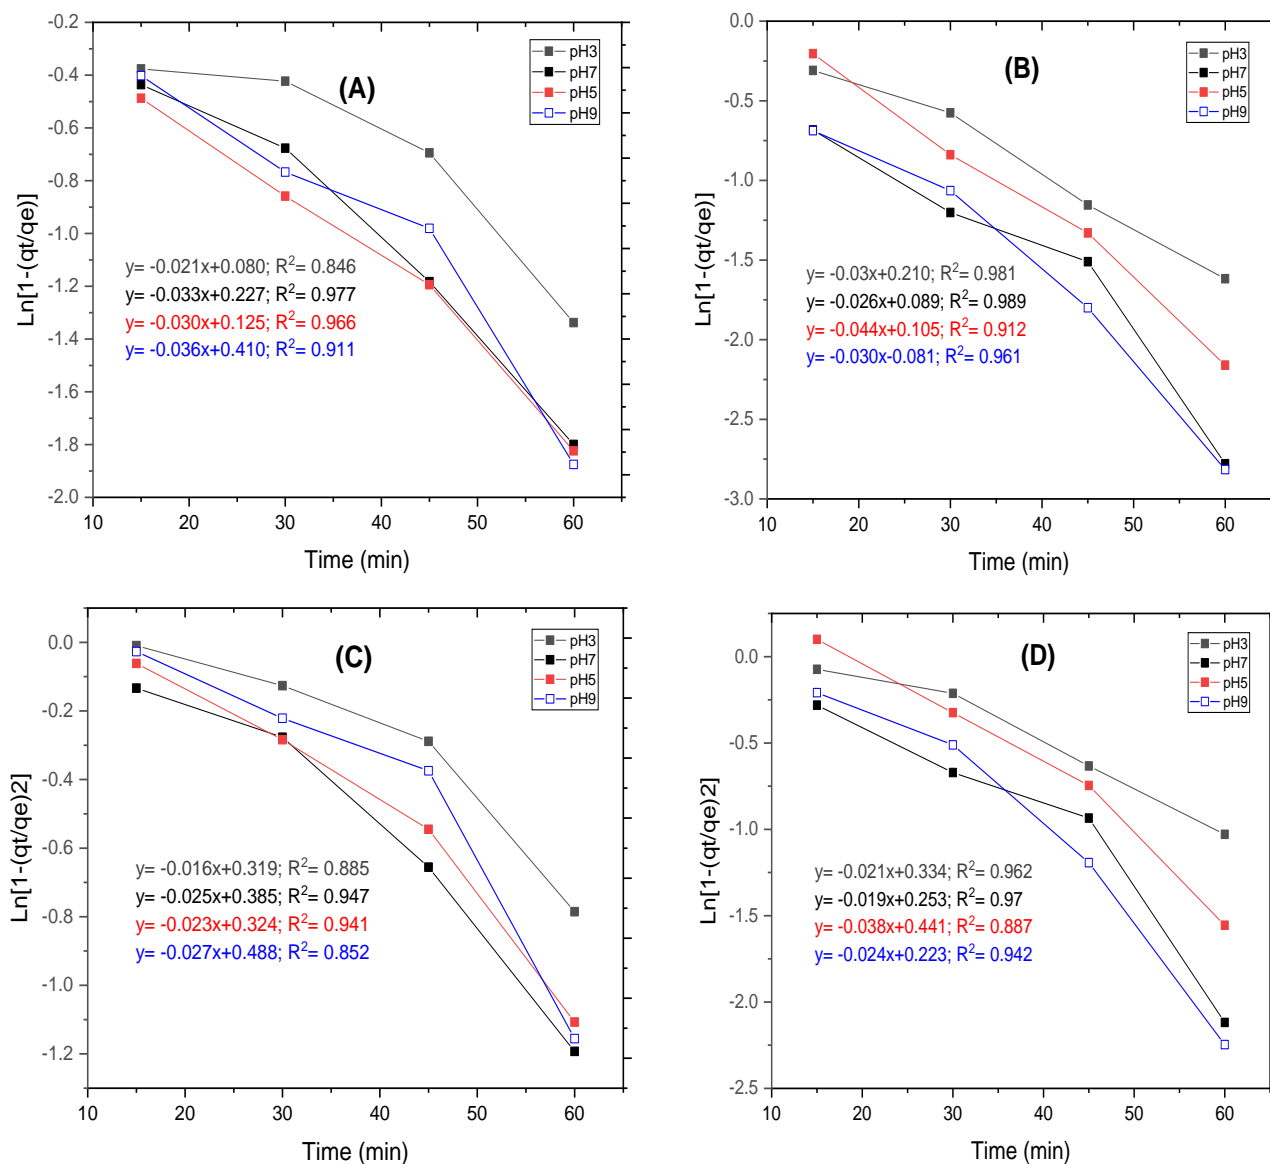 (A)
pH3
pH7
pH5
pH9
-0.2
-0.4
-0.6
-0.8
-1.0
-1.2
-1.4
-1.6
-1.8
-2.0
Ln[1-(qt/qe)]
y= -0.021x+0.080; R²= 0.846
y= -0.033x+0.227; R²= 0.977
y= -0.030x+0.125; R²= 0.966
y= -0.036x+0.410; R²= 0.911
10 20 30 40 50 60
Time (min)
(B)
pH3
pH7
pH5
pH9
0.0
-0.5
-1.0
-1.5
-2.0
-2.5
-3.0
Ln[1-(qt/qe)]
y= -0.03x+0.210; R²= 0.981
y= -0.026x+0.089; R²= 0.989
y= -0.044x+0.105; R²= 0.912
y= -0.030x-0.081; R²= 0.961
10 20 30 40 50 60
Time (min)
(C)
pH3
pH7
pH5
pH9
0.0
-0.2
-0.4
-0.6
-0.8
-1.0
-1.2
Ln[1-(qt/qe)2]
y= -0.016x+0.319; R²= 0.885
y= -0.025x+0.385; R²= 0.947
y= -0.023x+0.324; R²= 0.941
y= -0.027x+0.488; R²= 0.852
10 20 30 40 50 60
Time (min)
(D)
pH3
pH7
pH5
pH9
0.0
-0.5
-1.0
-1.5
-2.0
-2.5
Ln[1-(qt/qe)2]
y= -0.021x+0.334; R²= 0.962
y= -0.019x+0.253; R²= 0.97
y= -0.038x+0.441; R²= 0.887
y= -0.024x+0.223; R²= 0.942
10 20 30 40 50 60
Time (min)